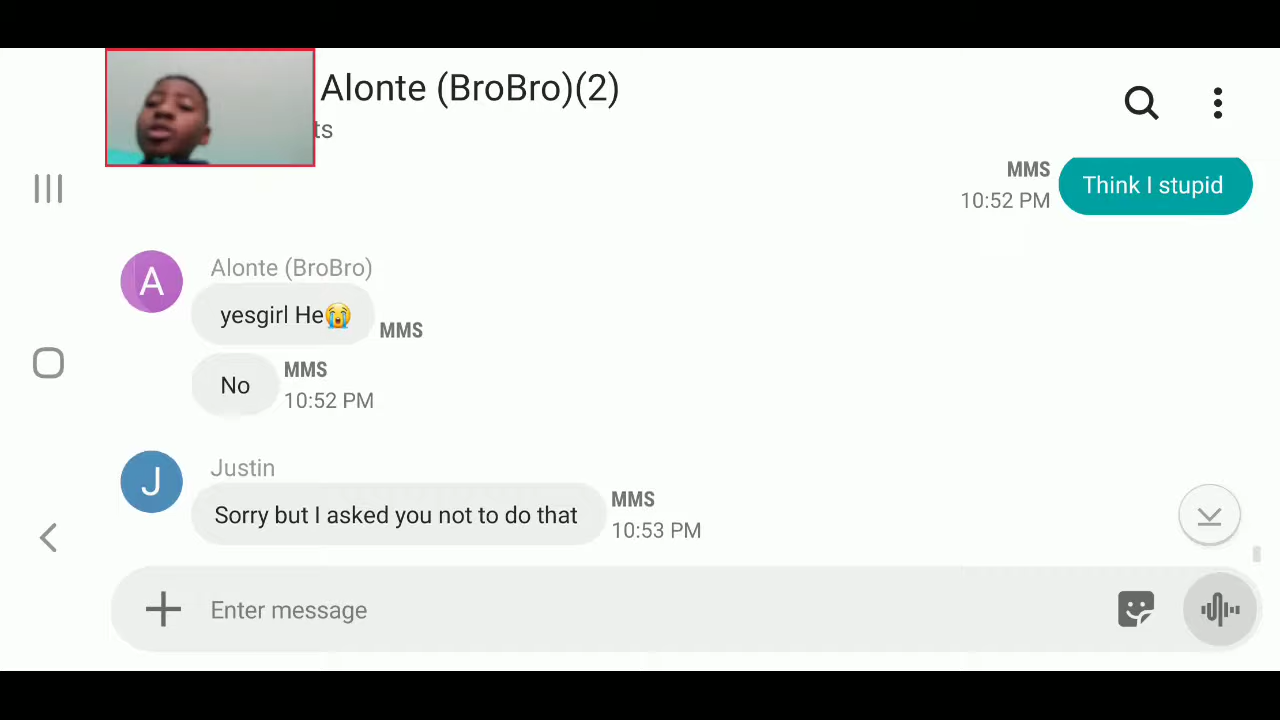 Alonte (BroBro)(2)
ts
MMS
10:52 PM
Think I stupid
A
Alonte (BroBro)
yesgirl He😭
MMS
No
MMS
10:52 PM
J
Justin
Sorry but I asked you not to do that
MMS
10:53 PM
Enter message